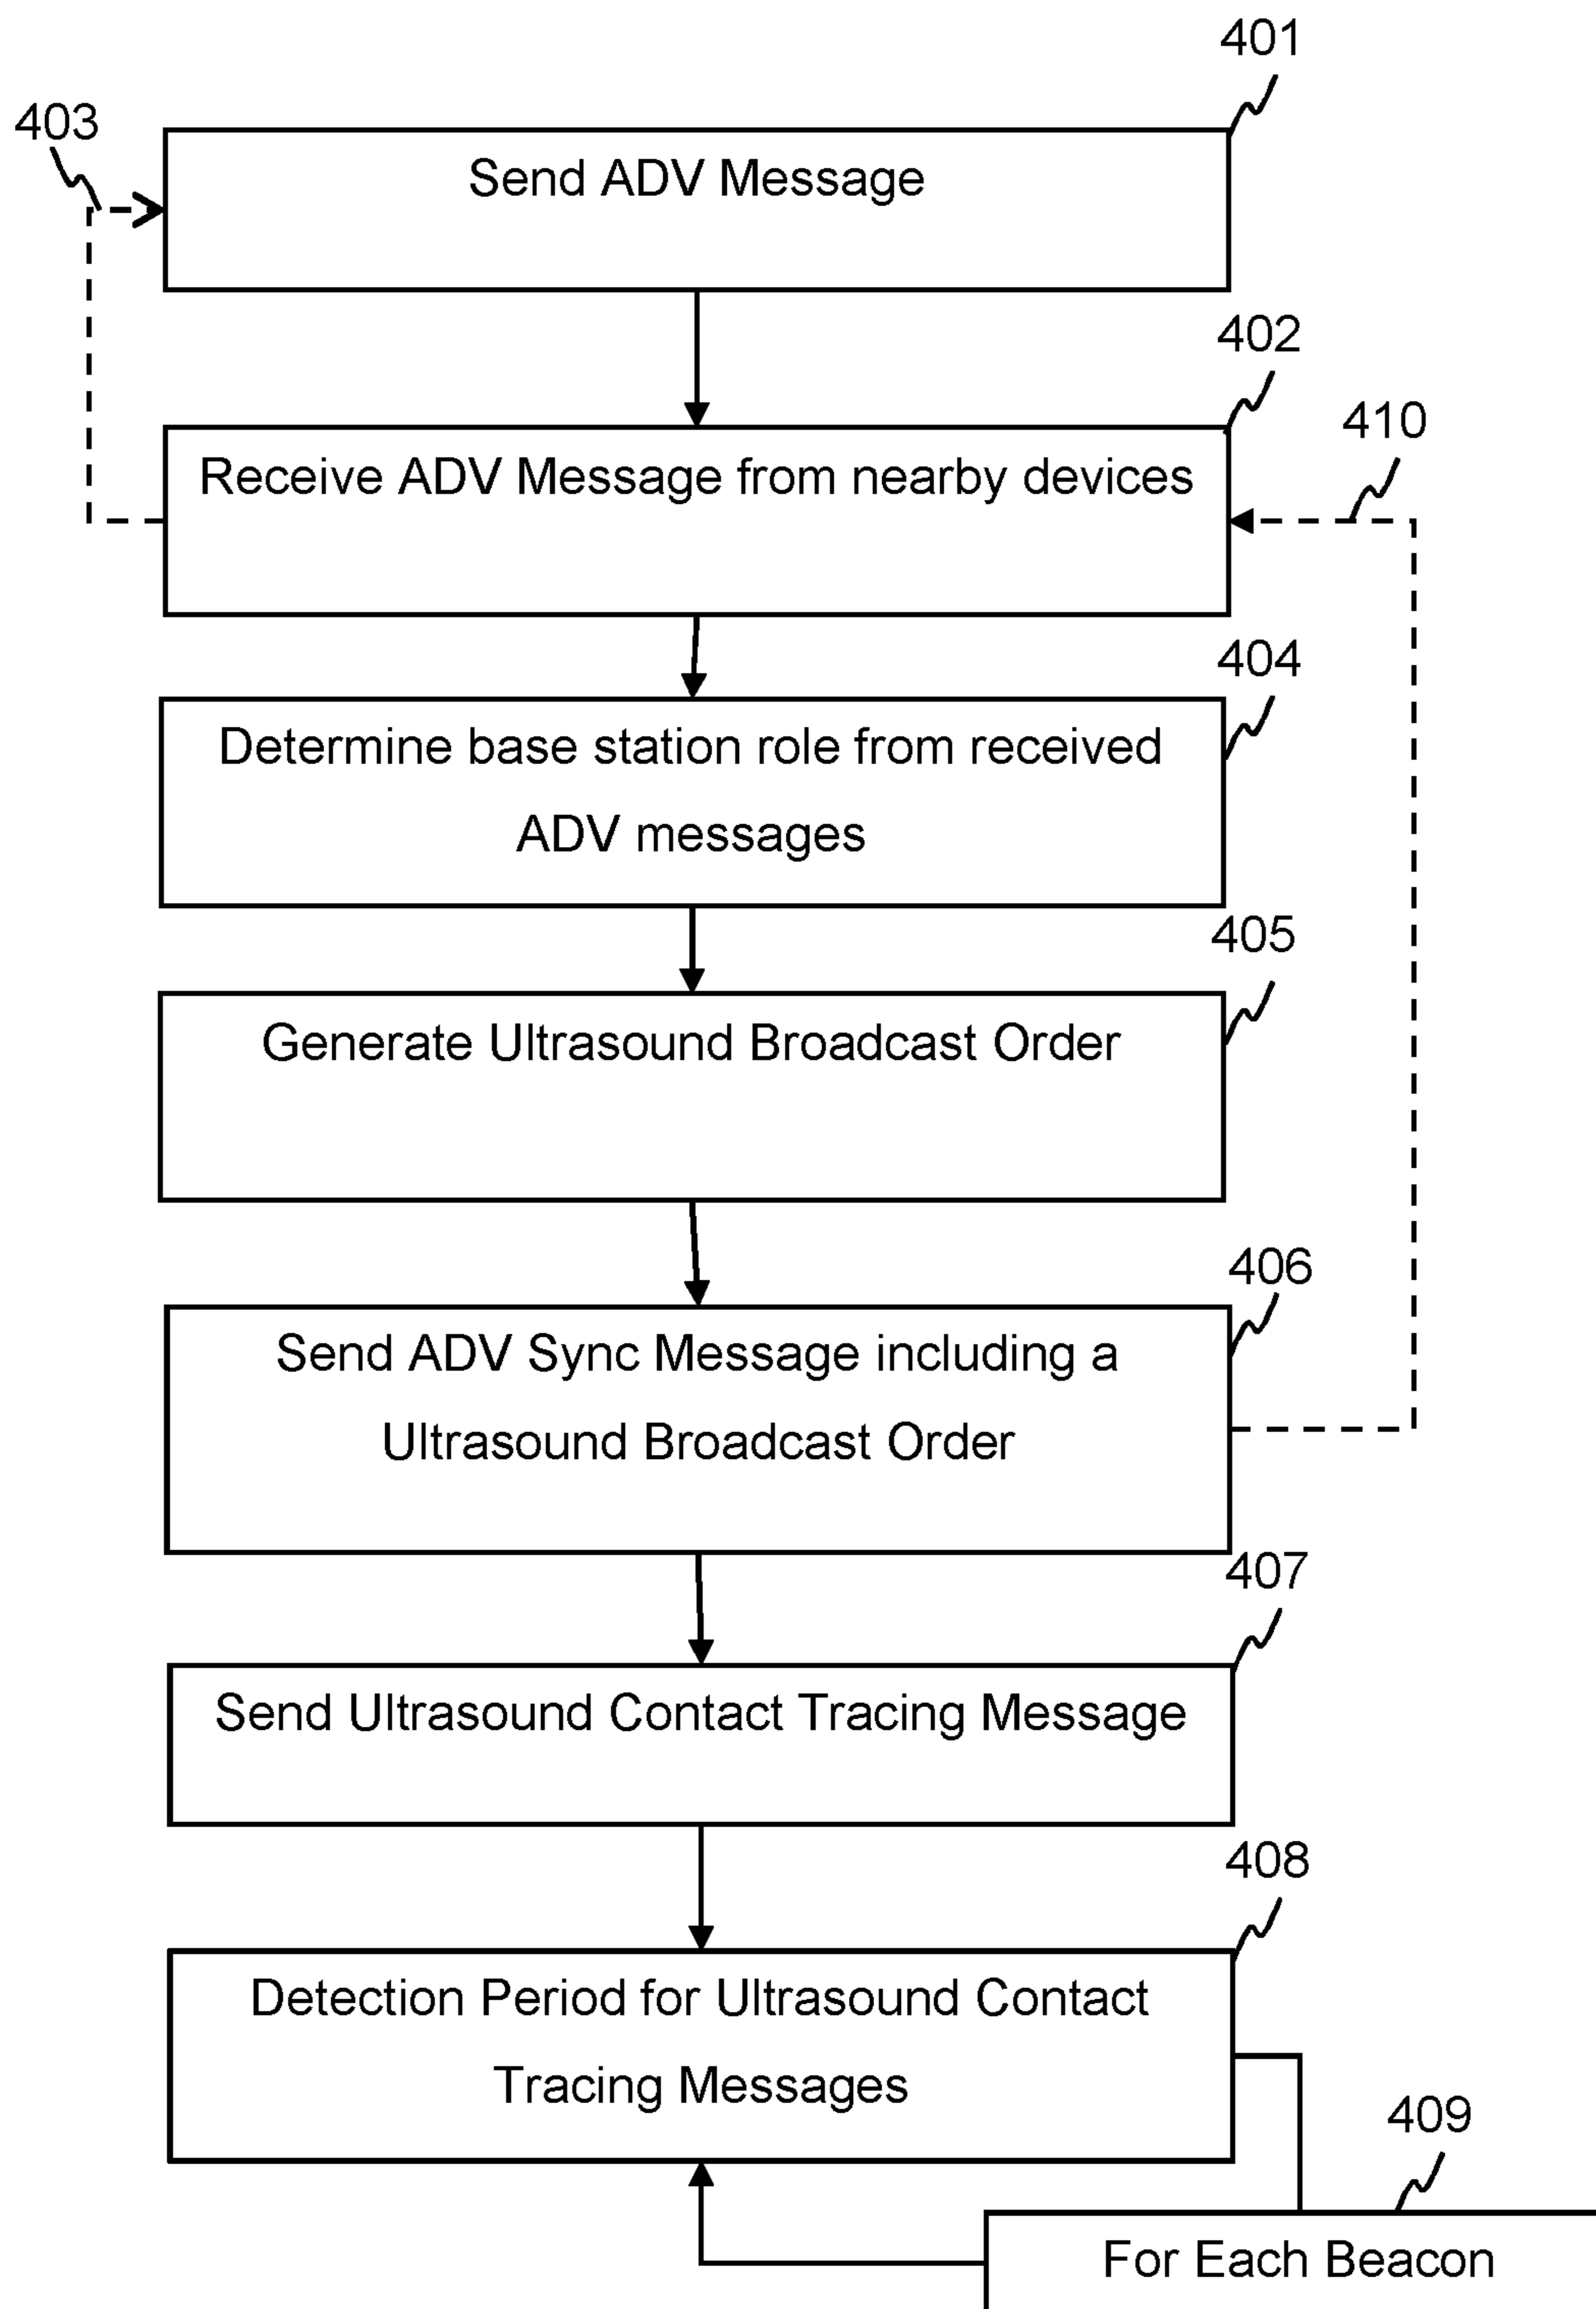 401
403
Send ADV Message
402
410
Receive ADV Message from nearby devices
404
Determine base station role from received
ADV messages
405
Generate Ultrasound Broadcast Order
406
Send ADV Sync Message including a
Ultrasound Broadcast Order
407
Send Ultrasound Contact Tracing Message
408
Detection Period for Ultrasound Contact
Tracing Messages
409
For Each Beacon